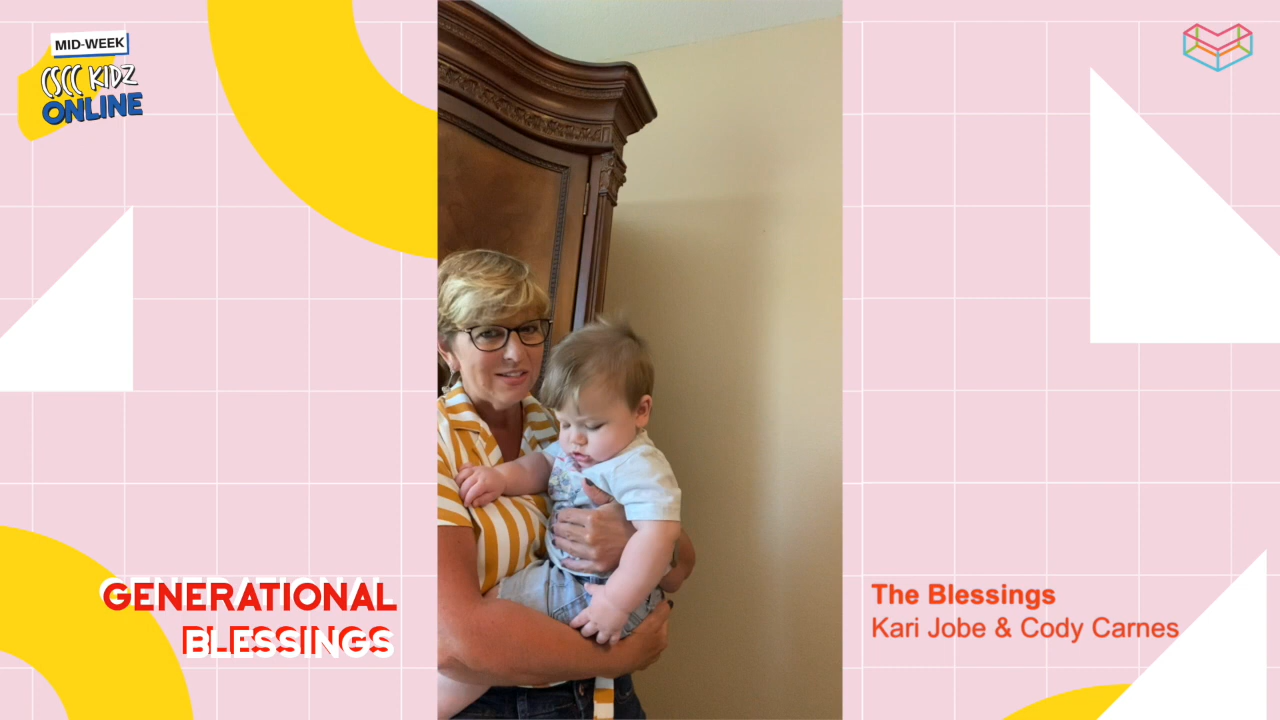 MID-WEEK
CSCC KIDZ
ONLINE
GENERATIONAL
BLESSINGS
The Blessings
Kari Jobe & Cody Carnes